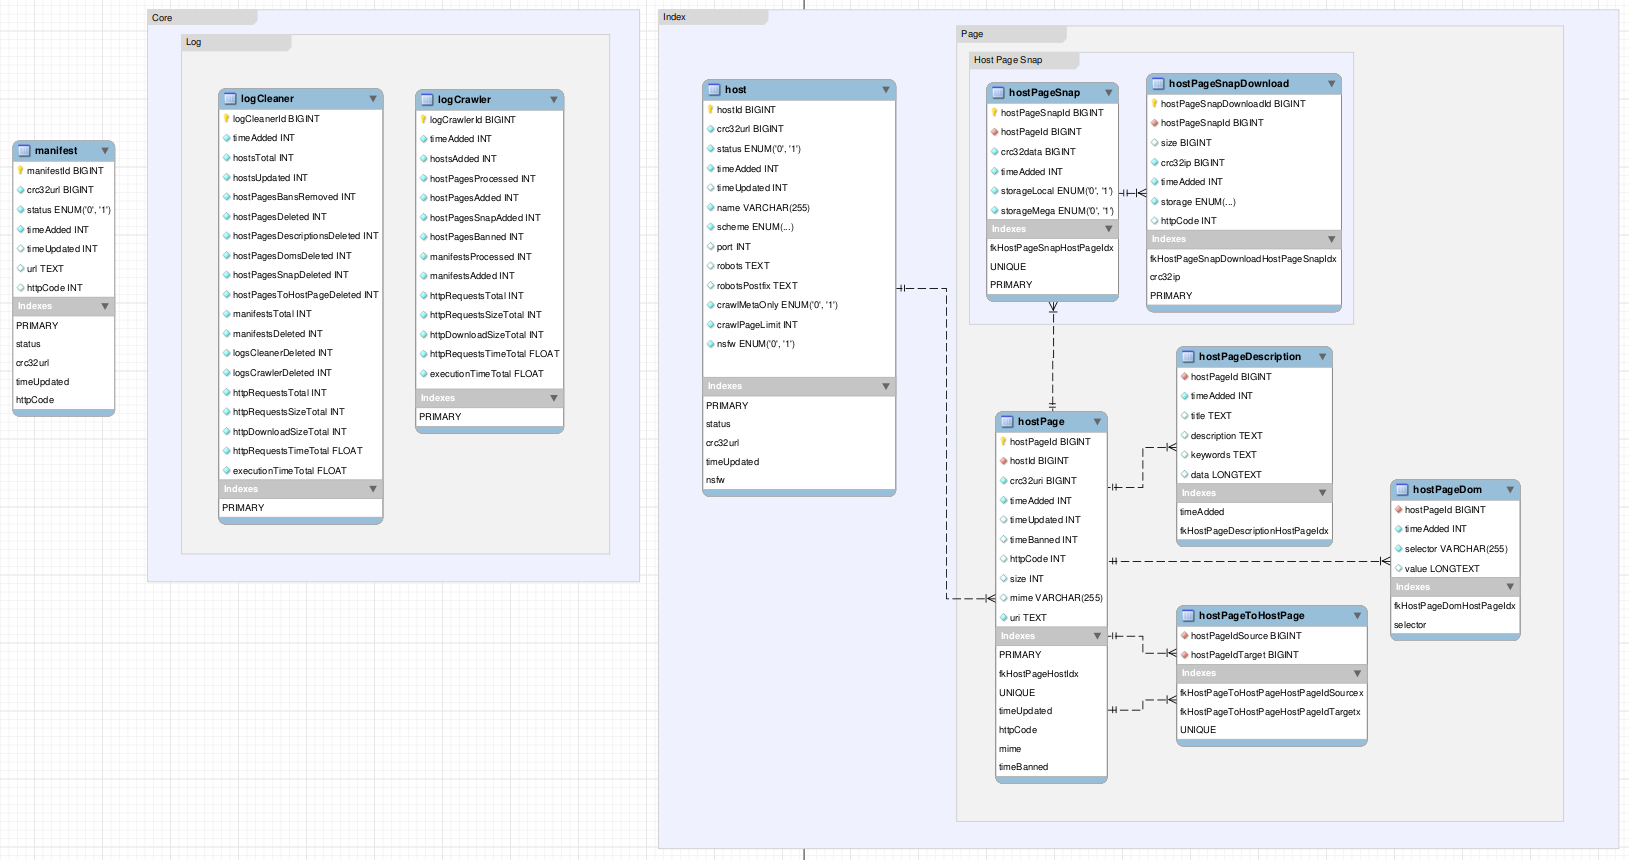 Core
Log
logCleaner
logCleanerId BIGINT
timeAdded INT
hostsTotal INT
hostsUpdated INT
hostPagesBansRemoved INT
hostPagesDeleted INT
hostPagesDescriptionsDeleted INT
hostPagesDomsDeleted INT
hostPagesSnapDeleted INT
hostPagesToHostPageDeleted INT
manifestsTotal INT
manifestsDeleted INT
logsCleanerDeleted INT
logsCrawlerDeleted INT
httpRequestsTotal INT
httpRequestsSizeTotal INT
httpDownloadSizeTotal INT
httpRequestsTimeTotal FLOAT
executionTimeTotal FLOAT
Indexes
PRIMARY
logCrawler
logCrawlerId BIGINT
timeAdded INT
hostsAdded INT
hostPagesProcessed INT
hostPagesAdded INT
hostPagesSnapAdded INT
hostPagesBanned INT
manifestsProcessed INT
manifestsAdded INT
httpRequestsTotal INT
httpRequestsSizeTotal INT
httpDownloadSizeTotal INT
httpRequestsTimeTotal FLOAT
executionTimeTotal FLOAT
Indexes
PRIMARY
manifest
manifestId BIGINT
crc32url BIGINT
status ENUM('0', '1')
timeAdded INT
timeUpdated INT
url TEXT
httpCode INT
Indexes
PRIMARY
status
crc32url
timeUpdated
httpCode
Index
host
hostId BIGINT
crc32url BIGINT
status ENUM('0', '1')
timeAdded INT
timeUpdated INT
name VARCHAR(255)
scheme ENUM(...)
port INT
robots TEXT
robotsPostfix TEXT
crawlMetaOnly ENUM('0', '1')
crawlPageLimit INT
nsfw ENUM('0', '1')
Indexes
PRIMARY
status
crc32url
timeUpdated
nsfw
Page
Host Page Snap
hostPageSnap
hostPageSnapId BIGINT
hostPageId BIGINT
crc32data BIGINT
timeAdded INT
storageLocal ENUM('0', '1')
storageMega ENUM('0', '1')
Indexes
fkHostPageSnapHostPageIdx
UNIQUE
PRIMARY
hostPageSnapDownload
hostPageSnapDownloadId BIGINT
hostPageSnapId BIGINT
size BIGINT
crc32ip BIGINT
timeAdded INT
storage ENUM(...)
httpCode INT
Indexes
fkHostPageSnapDownloadHostPageSnapIdx
crc32ip
PRIMARY
hostPage
hostPageId BIGINT
hostId BIGINT
crc32uri BIGINT
timeAdded INT
timeUpdated INT
timeBanned INT
httpCode INT
size INT
mime VARCHAR(255)
uri TEXT
Indexes
PRIMARY
fkHostPageHostIdx
UNIQUE
timeUpdated
httpCode
mime
timeBanned
hostPageDescription
hostPageId BIGINT
timeAdded INT
title TEXT
description TEXT
keywords TEXT
data LONGTEXT
Indexes
timeAdded
fkHostPageDescriptionHostPageIdx
hostPageDom
hostPageId BIGINT
timeAdded INT
selector VARCHAR(255)
value LONGTEXT
Indexes
fkHostPageDomHostPageIdx
selector
hostPageToHostPage
hostPageIdSource BIGINT
hostPageIdTarget BIGINT
Indexes
fkHostPageToHostPageHostPageIdSourcex
fkHostPageToHostPageHostPageIdTargetx
UNIQUE